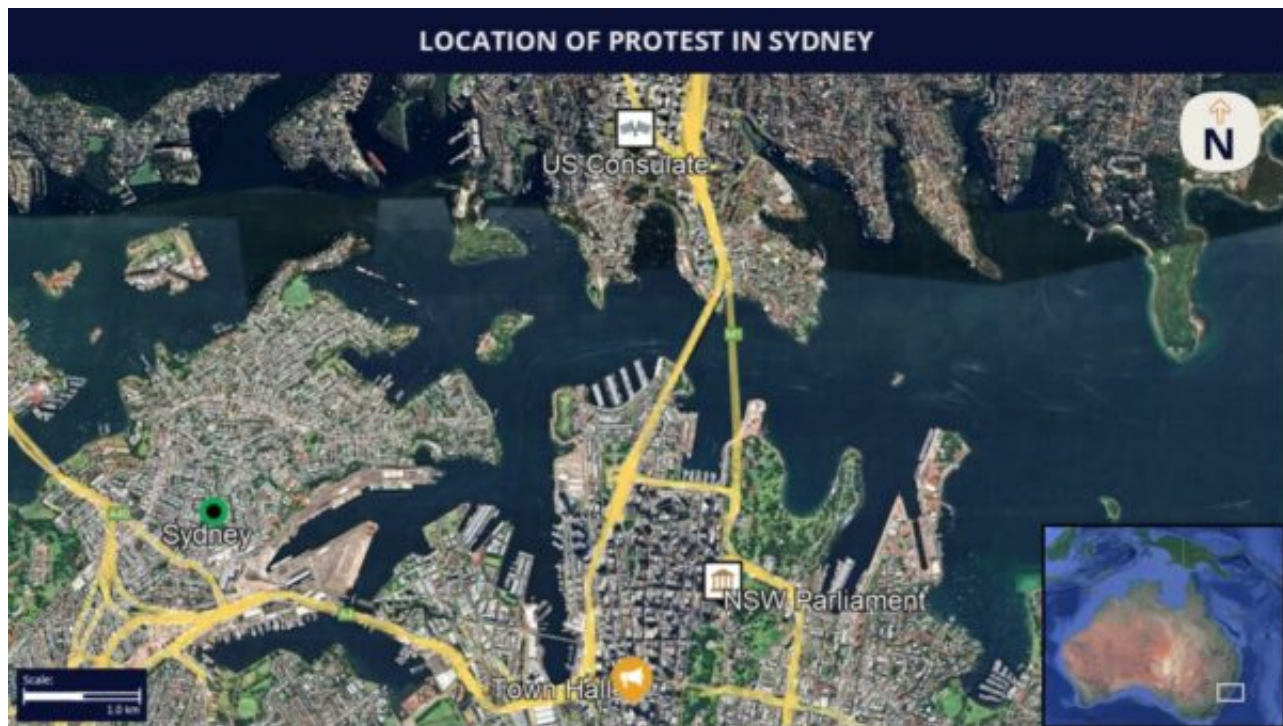 LOCATION OF PROTEST IN SYDNEY
N
US Consulate
Sydney
NSW Parliament
Town Hall
Scale:
1.0 km